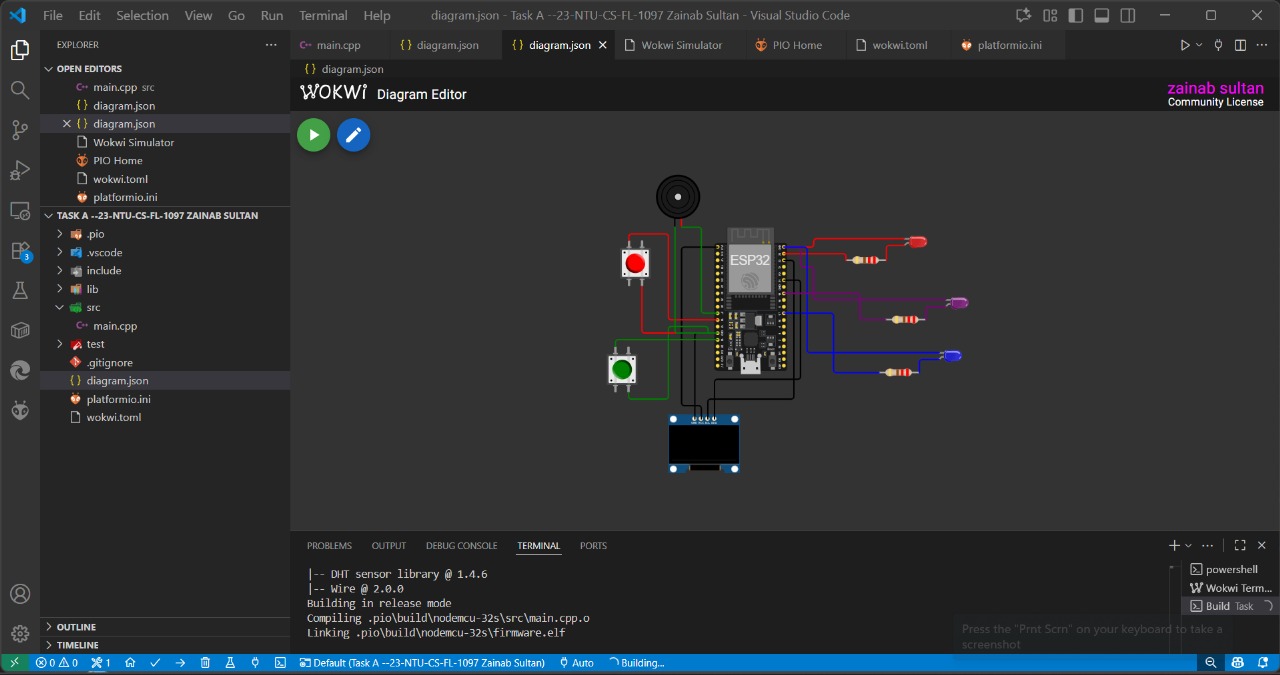 File Edit Selection View Go Run Terminal Help diagram.json - Task A --23-NTU-CS-FL-1097 Zainab Sultan - Visual Studio Code
EXPLORER
OPEN EDITORS
main.cpp src
diagram.json
diagram.json
Wokwi Simulator
PIO Home
wokwi.toml
platformio.ini
TASK A --23-NTU-CS-FL-1097 ZAINAB SULTAN
.pio
.vscode
include
lib
src
main.cpp
test
.gitignore
diagram.json
platformio.ini
wokwi.toml
OUTLINE
TIMELINE
3
main.cpp diagram.json diagram.json Wokwi Simulator PIO Home wokwi.toml platformio.ini
diagram.json
WOKWi Diagram Editor
zainab sultan
Community License
ESP32
PROBLEMS OUTPUT DEBUG CONSOLE TERMINAL PORTS
|-- DHT sensor library @ 1.4.6
|-- Wire @ 2.0.0
Building in release mode
Compiling .pio\build\nodemcu-32s\src\main.cpp.o
Linking .pio\build\nodemcu-32s\firmware.elf
powershell
Wokwi Term...
Build Task
Press the "Prnt Scrn" on your keyboard to take a
screenshot
0 0 1 Default (Task A --23-NTU-CS-FL-1097 Zainab Sultan) Auto Building...